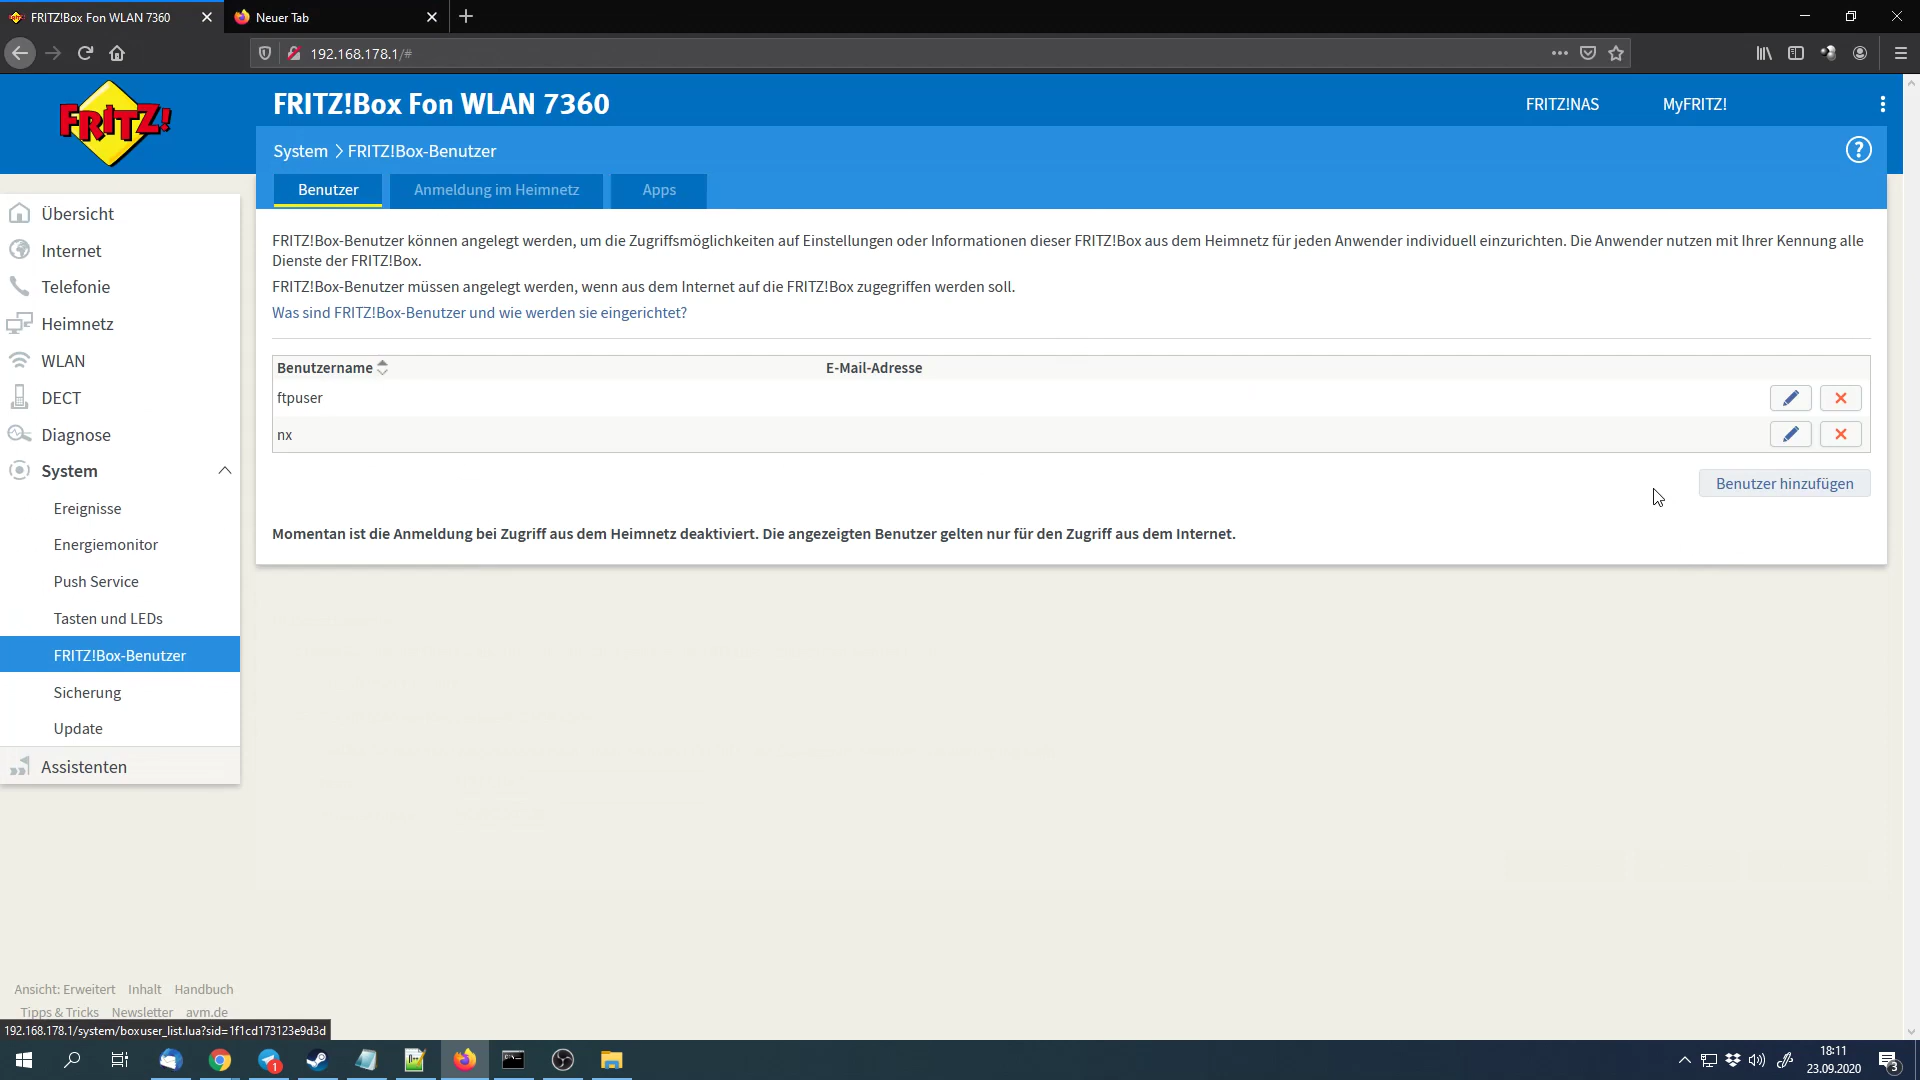 FRITZ!Box Fon WLAN 7360
Neuer Tab
192.168.178.1/#
FRITZ!
FRITZ!Box Fon WLAN 7360
FRITZ!NAS
MyFRITZ!
System > FRITZ!Box-Benutzer
Benutzer
Anmeldung im Heimnetz
Apps
Übersicht
Internet
Telefonie
Heimnetz
WLAN
DECT
Diagnose
System
Ereignisse
Energiemonitor
Push Service
Tasten und LEDs
FRITZ!Box-Benutzer
Sicherung
Update
Assistenten
FRITZ!Box-Benutzer können angelegt werden, um die Zugriffsmöglichkeiten auf Einstellungen oder Informationen dieser FRITZ!Box aus dem Heimnetz für jeden Anwender individuell einzurichten. Die Anwender nutzen mit Ihrer Kennung alle
Dienste der FRITZ!Box.
FRITZ!Box-Benutzer müssen angelegt werden, wenn aus dem Internet auf die FRITZ!Box zugegriffen werden soll.
Was sind FRITZ!Box-Benutzer und wie werden sie eingerichtet?
Benutzername E-Mail-Adresse
ftpuser
nx
Benutzer hinzufügen
Momentan ist die Anmeldung bei Zugriff aus dem Heimnetz deaktiviert. Die angezeigten Benutzer gelten nur für den Zugriff aus dem Internet.
Ansicht: Erweitert Inhalt Handbuch
Tipps & Tricks Newsletter avm.de
192.168.178.1/system/boxuser_list.lua?sid=1f1cd173123e9d3d
1
18:11
23.09.2020
3